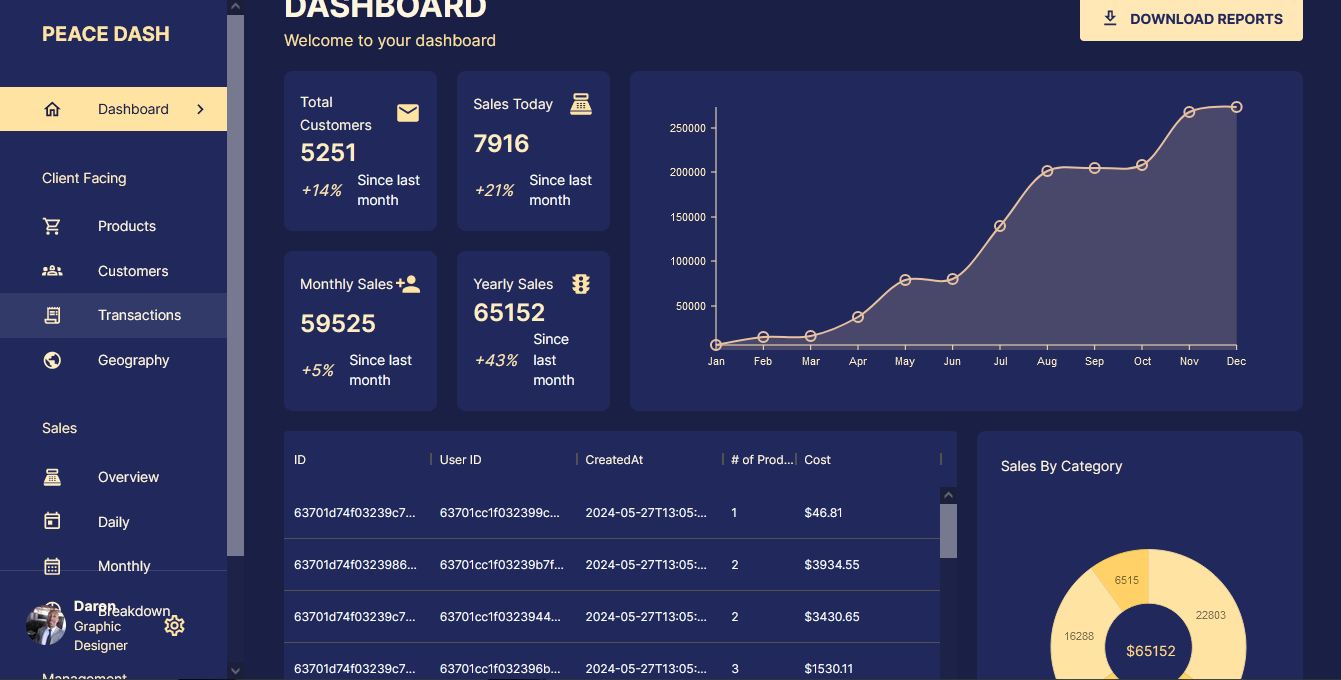 PEACE DASH
Dashboard
Client Facing
Products
Customers
Transactions
Geography
Sales
Overview
Daily
Monthly
Breakdown
Daron
Graphic
Designer
Management
DASHBOARD
Welcome to your dashboard
DOWNLOAD REPORTS
Total
Customers
5251
+14%
Since last
month
Sales Today
7916
+21%
Since last
month
Monthly Sales
59525
+5%
Since last
month
Yearly Sales
65152
+43%
Since
last
month
250000
200000
150000
100000
50000
Jan Feb Mar Apr May Jun Jul Aug Sep Oct Nov Dec
ID User ID CreatedAt # of Prod... Cost
63701d74f03239c7... 63701cc1f032399c... 2024-05-27T13:05:... 1 $46.81
63701d74f0323986... 63701cc1f03239b7f... 2024-05-27T13:05:... 2 $3934.55
63701d74f03239c7... 63701cc1f0323944... 2024-05-27T13:05:... 2 $3430.65
63701d74f03239c7... 63701cc1f032396b... 2024-05-27T13:05:... 3 $1530.11
Sales By Category
6515
22803
16288
$65152